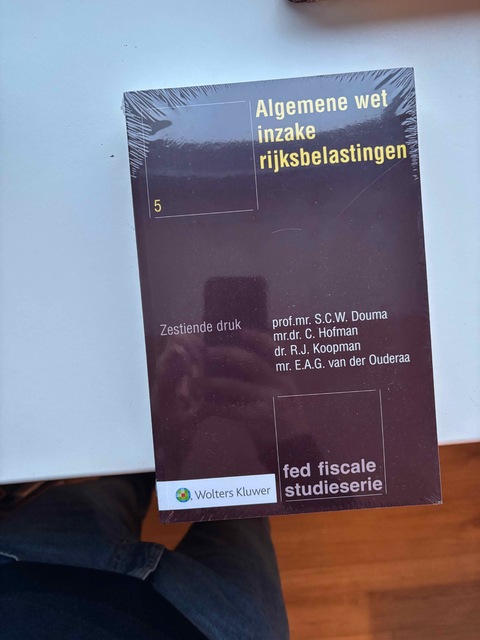 Algemene wet
inzake
rijksbelastingen
5
Zestiende druk
prof.mr. S.C.W. Douma
mr.dr. C. Hofman
dr. R.J. Koopman
mr. E.A.G. van der Ouderaa
fed fiscale
studieserie
Wolters Kluwer